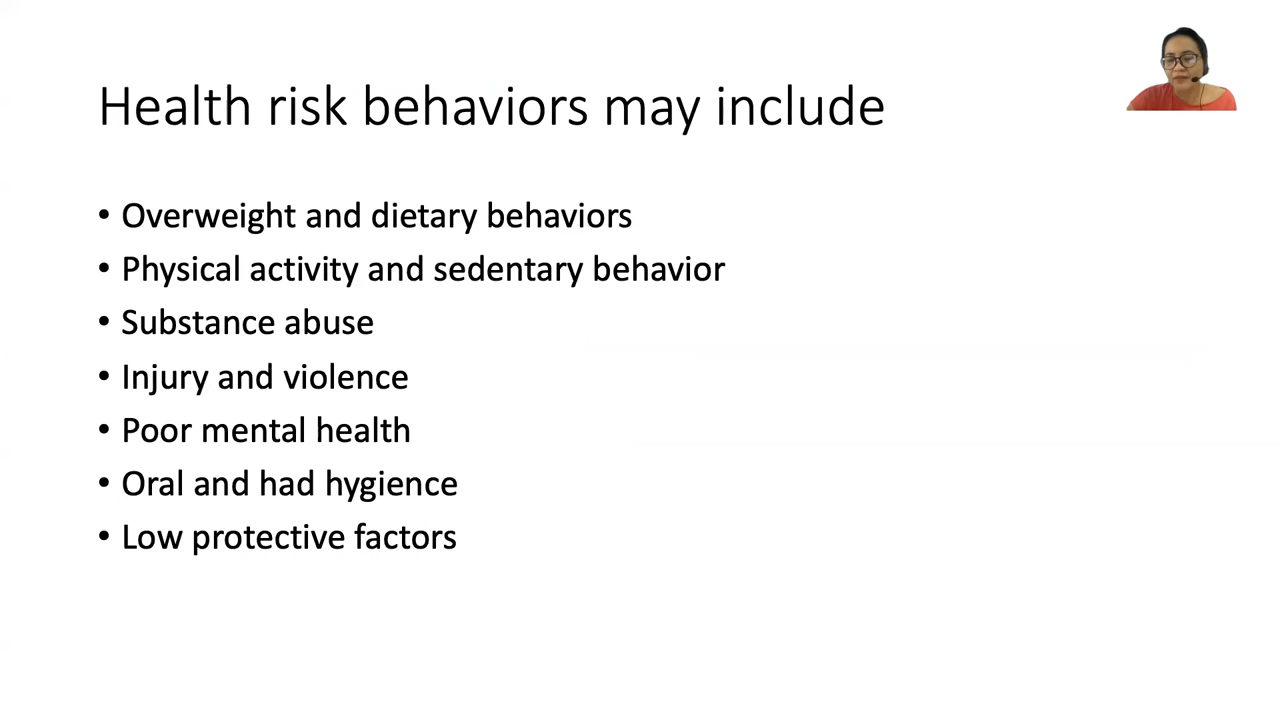 Health risk behaviors may include
• Overweight and dietary behaviors
• Physical activity and sedentary behavior
• Substance abuse
• Injury and violence
• Poor mental health
• Oral and had hygience
• Low protective factors